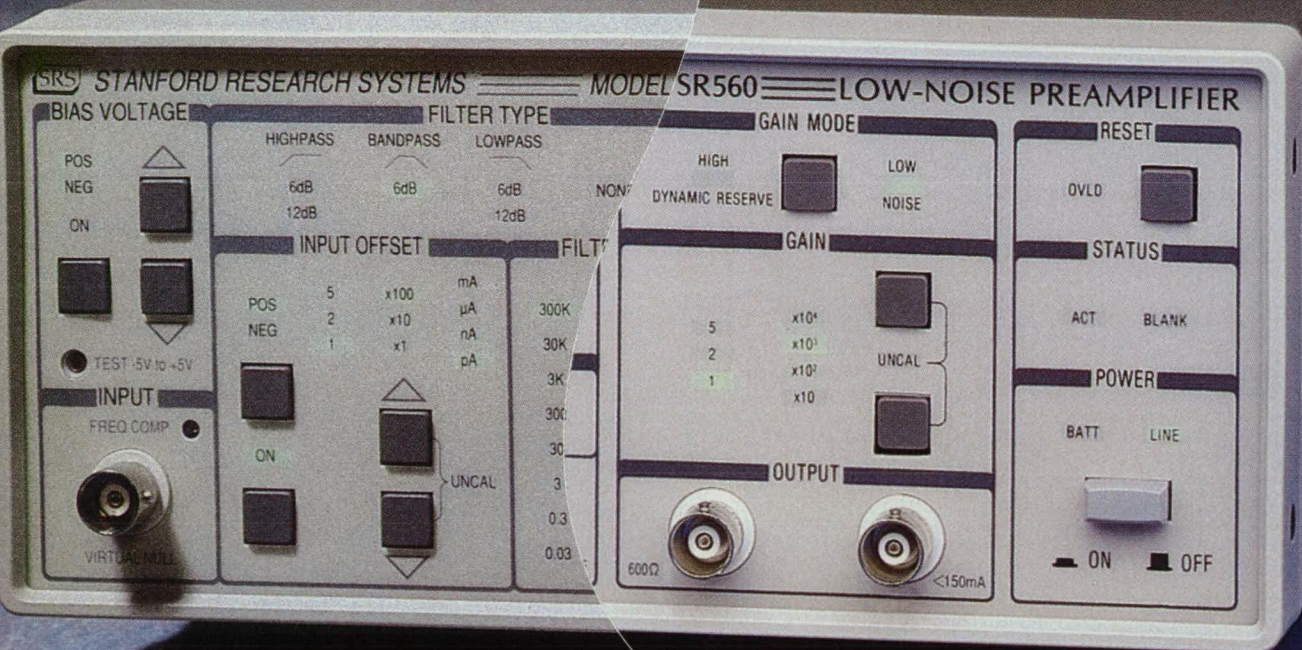 SRS STANFORD RESEARCH SYSTEMS MODEL SR560 LOW-NOISE PREAMPLIFIER
BIAS VOLTAGE
POS
NEG
ON
TEST -5V to +5V
INPUT
FREQ COMP
VIRTUAL NULL
FILTER TYPE
HIGHPASS BANDPASS LOWPASS
6dB 6dB 6dB
12dB 12dB
INPUT OFFSET
POS
NEG
5 x100 mA
2 x10 μA
1 x1 nA
pA
ON
UNCAL
300K
30K
3K
300
30
3
0.3
0.03
GAIN MODE
HIGH
DYNAMIC RESERVE
LOW
NOISE
GAIN
5
2
1
x10⁴
x10³
x10²
x10
UNCAL
OUTPUT
600Ω
<150mA
RESET
OVLD
STATUS
ACT BLANK
POWER
BATT LINE
ON OFF